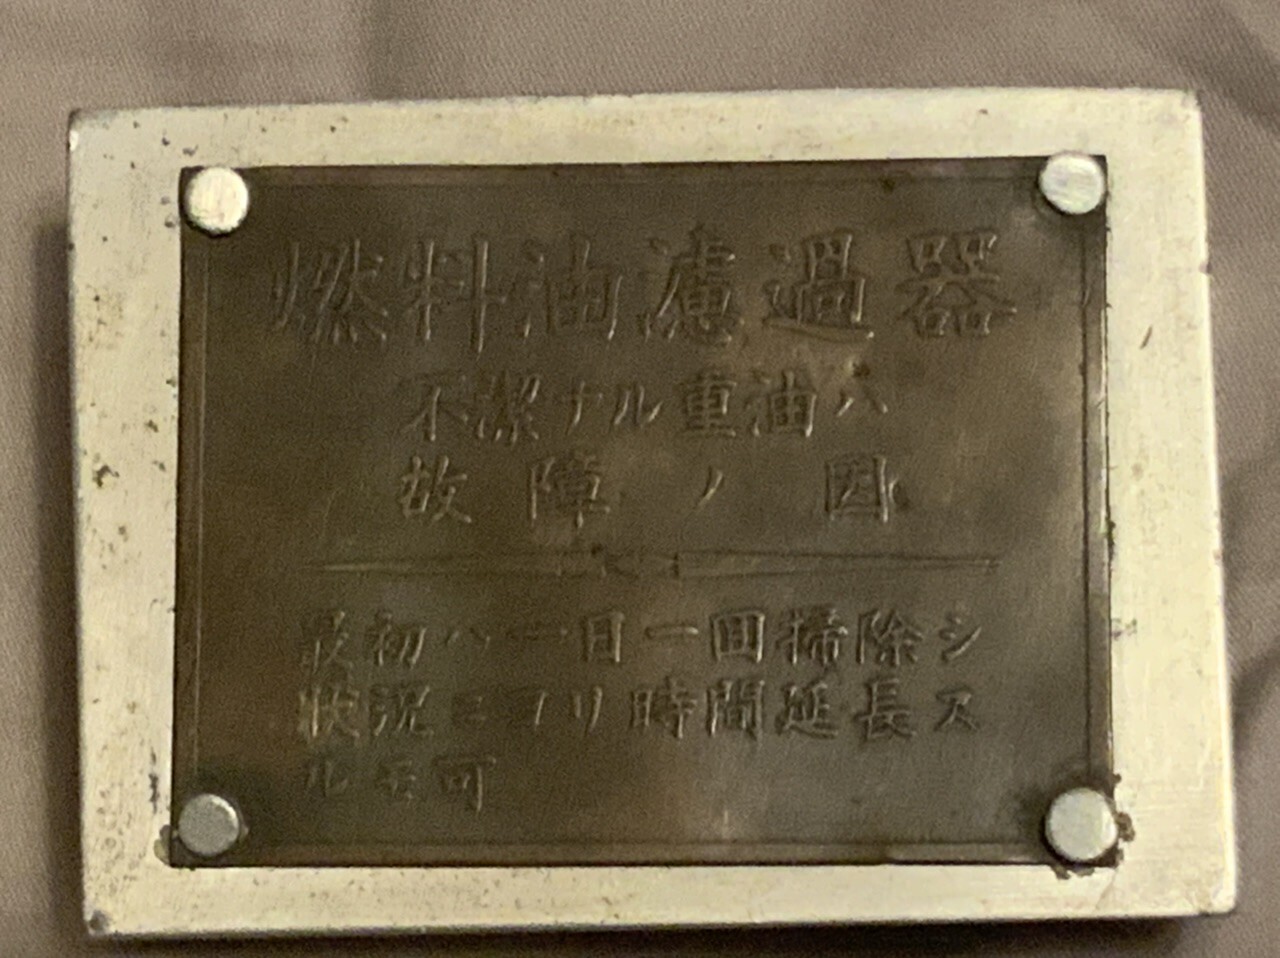 燃料油濾過器
不潔ナル重油ハ
故障ノ因
最初ハ一日一回掃除シ
状況ニヨリ時間延長ス
ルモ可